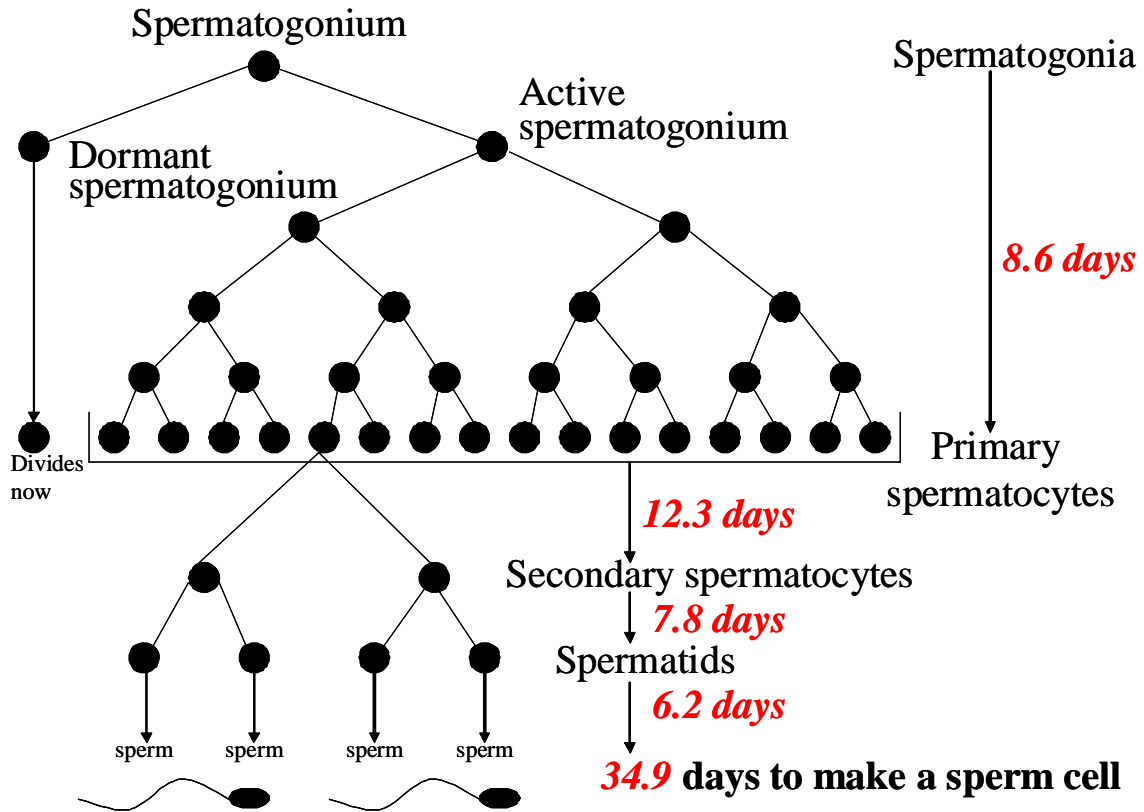 Spermatogonium
Spermatogonia
Active
spermatogonium
Dormant
spermatogonium
8.6 days
Divides
now
Primary
spermatocytes
12.3 days
Secondary spermatocytes
7.8 days
Spermatids
6.2 days
sperm
sperm
sperm
sperm
34.9 days to make a sperm cell